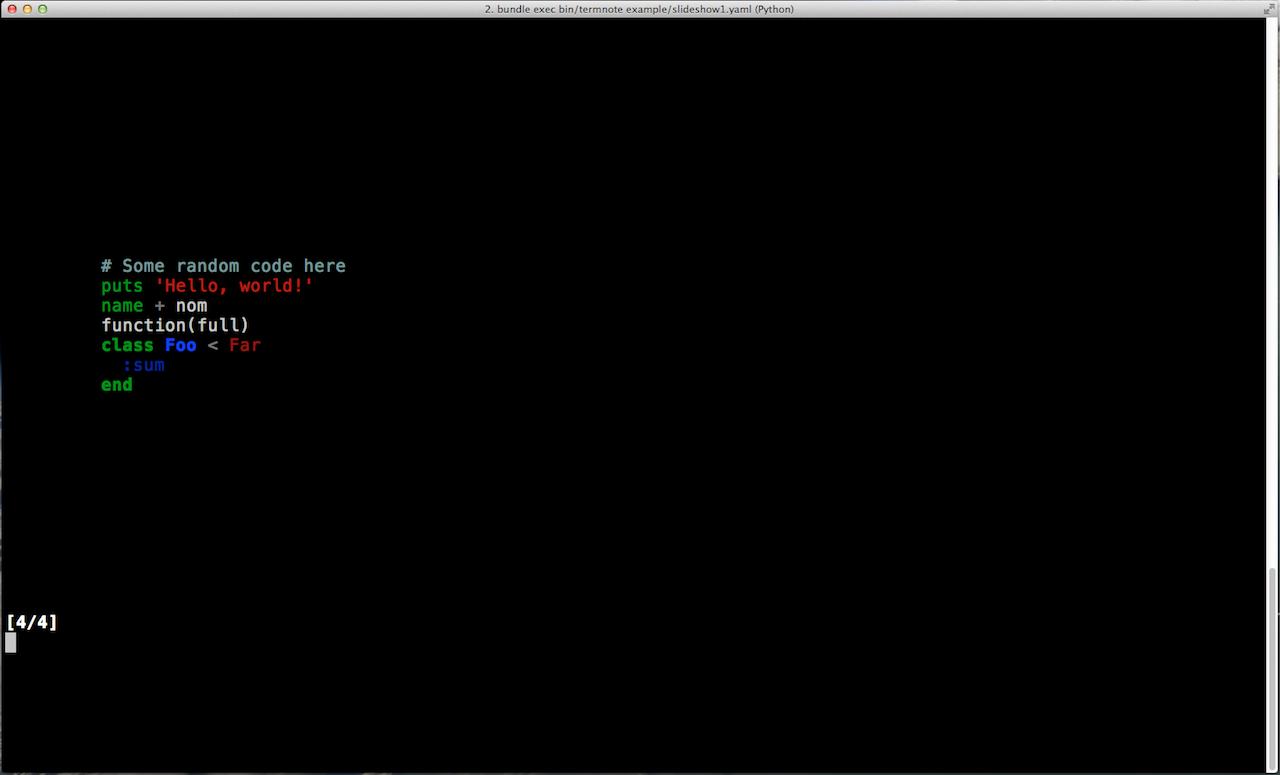 2. bundle exec bin/termnote example/slideshow1.yaml (Python)
# Some random code here
puts 'Hello, world!'
name + nom
function(full)
class Foo < Far
  :sum
end
[4/4]